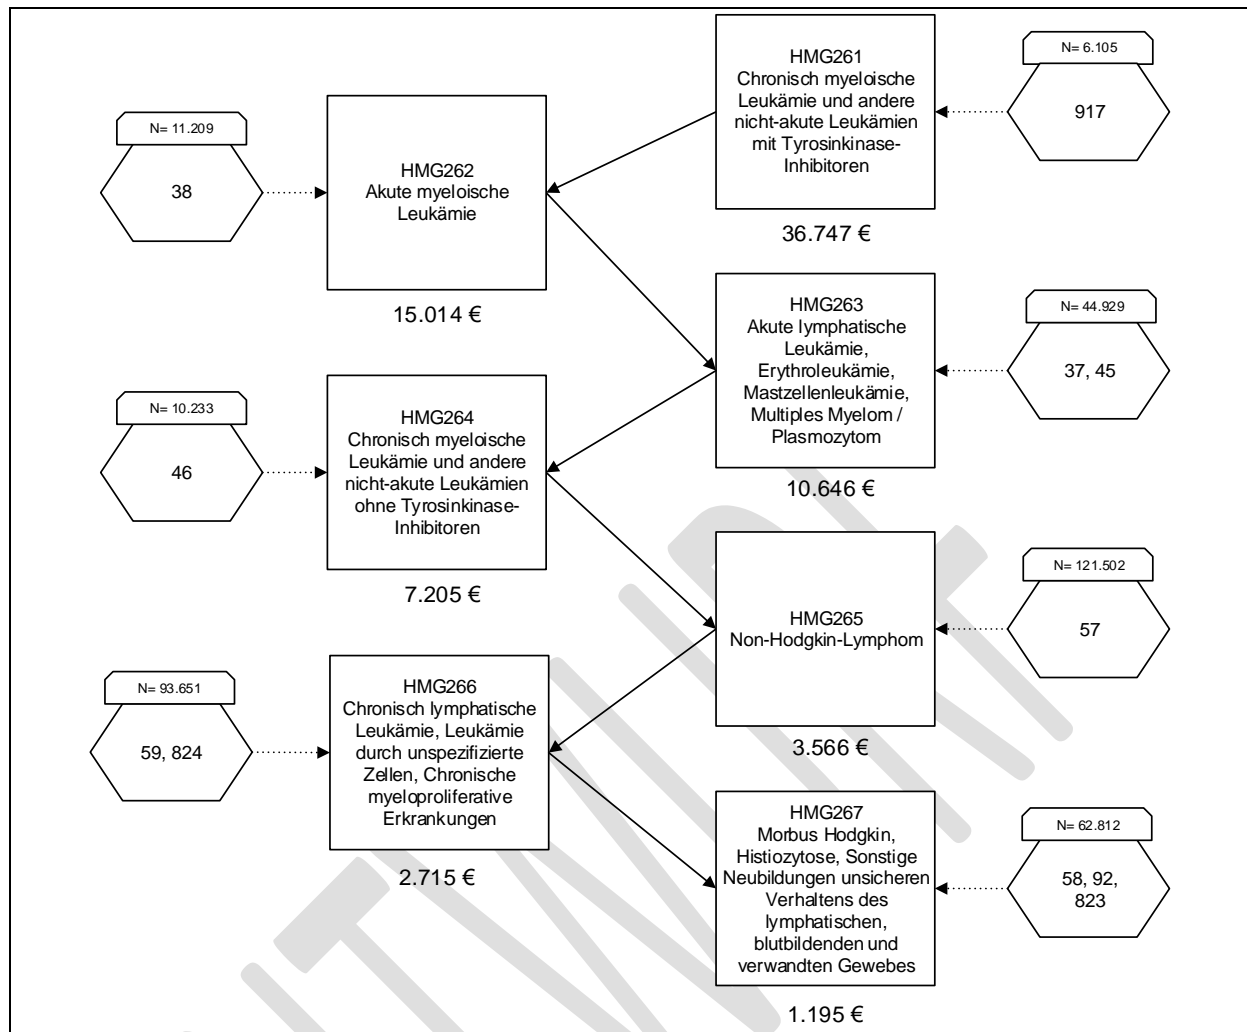 HMG261
Chronisch myeloische
Leukämie und andere
nicht-akute Leukämien
mit Tyrosinkinase-
Inhibitoren
36.747 €
N= 6.105
917
N= 11.209
38
HMG262
Akute myeloische
Leukämie
15.014 €
HMG263
Akute lymphatische
Leukämie,
Erythroleukämie,
Mastzellenleukämie,
Multiples Myelom /
Plasmozytom
10.646 €
N= 44.929
37, 45
N= 10.233
46
HMG264
Chronisch myeloische
Leukämie und andere
nicht-akute Leukämien
ohne Tyrosinkinase-
Inhibitoren
7.205 €
HMG265
Non-Hodgkin-Lymphom
3.566 €
N= 121.502
57
N= 93.651
59, 824
HMG266
Chronisch lymphatische
Leukämie, Leukämie
durch unspezifizierte
Zellen, Chronische
myeloproliferative
Erkrankungen
2.715 €
HMG267
Morbus Hodgkin,
Histiozytose, Sonstige
Neubildungen unsicheren
Verhaltens des
lymphatischen,
blutbildenden und
verwandten Gewebes
1.195 €
N= 62.812
58, 92,
823